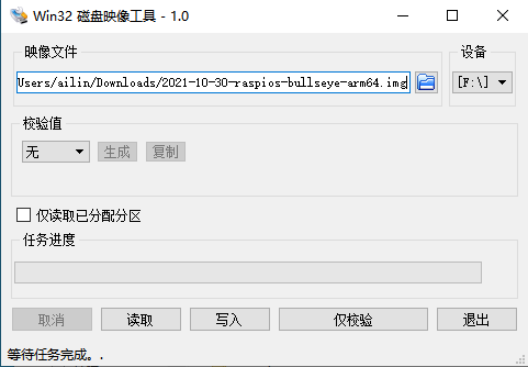 Win32 磁盘映像工具 - 1.0
映像文件
设备
Users/ailin/Downloads/2021-10-30-raspios-bullseye-arm64.img
[F:\]
校验值
无
生成
复制
仅读取已分配分区
任务进度
取消
读取
写入
仅校验
退出
等待任务完成。.